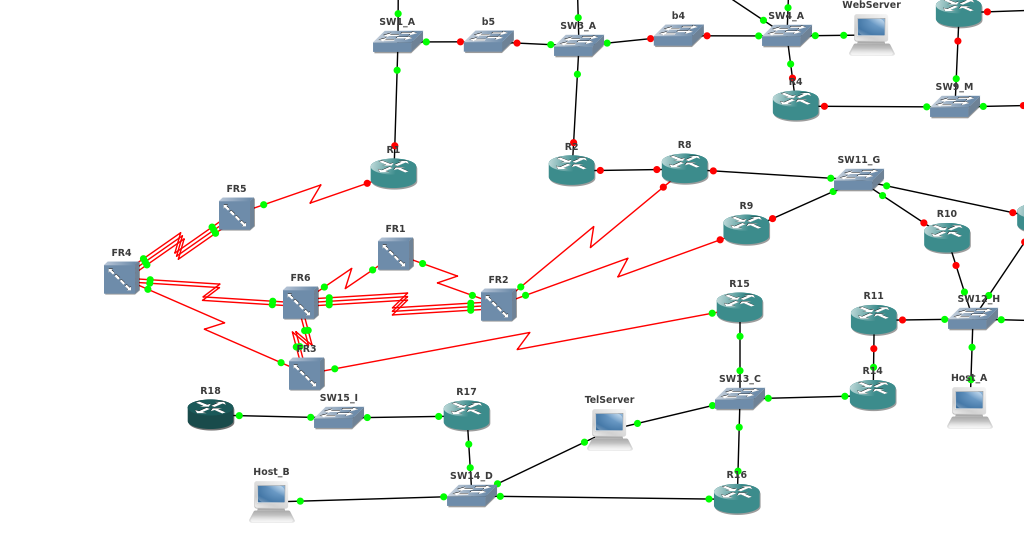 WebServer
SW1_A
b5
SW3_A
b4
SW4_A
R4
SW9_M
R1
R2
R8
SW11_G
FR5
R9
R10
FR1
FR4
FR6
FR2
R15
R11
SW12_H
FR3
R14
SW13_C
Host_A
R18
SW15_I
R17
TelServer
Host_B
SW14_D
R16